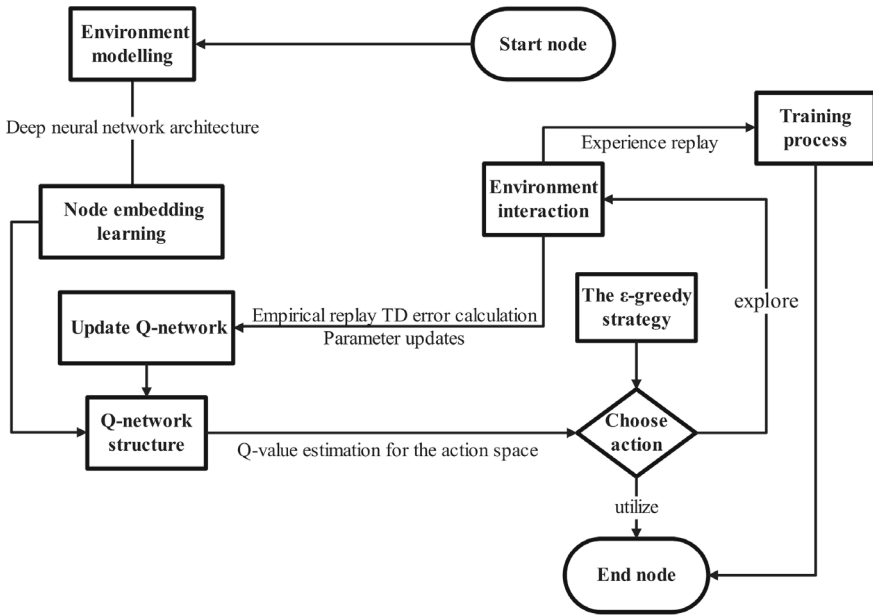 Environment
modelling
Start node
Deep neural network architecture
Training
process
Experience replay
Node embedding
learning
Environment
interaction
The ε-greedy
strategy
explore
Update Q-network
Empirical replay TD error calculation
Parameter updates
Q-network
structure
Q-value estimation for the action space
Choose
action
utilize
End node